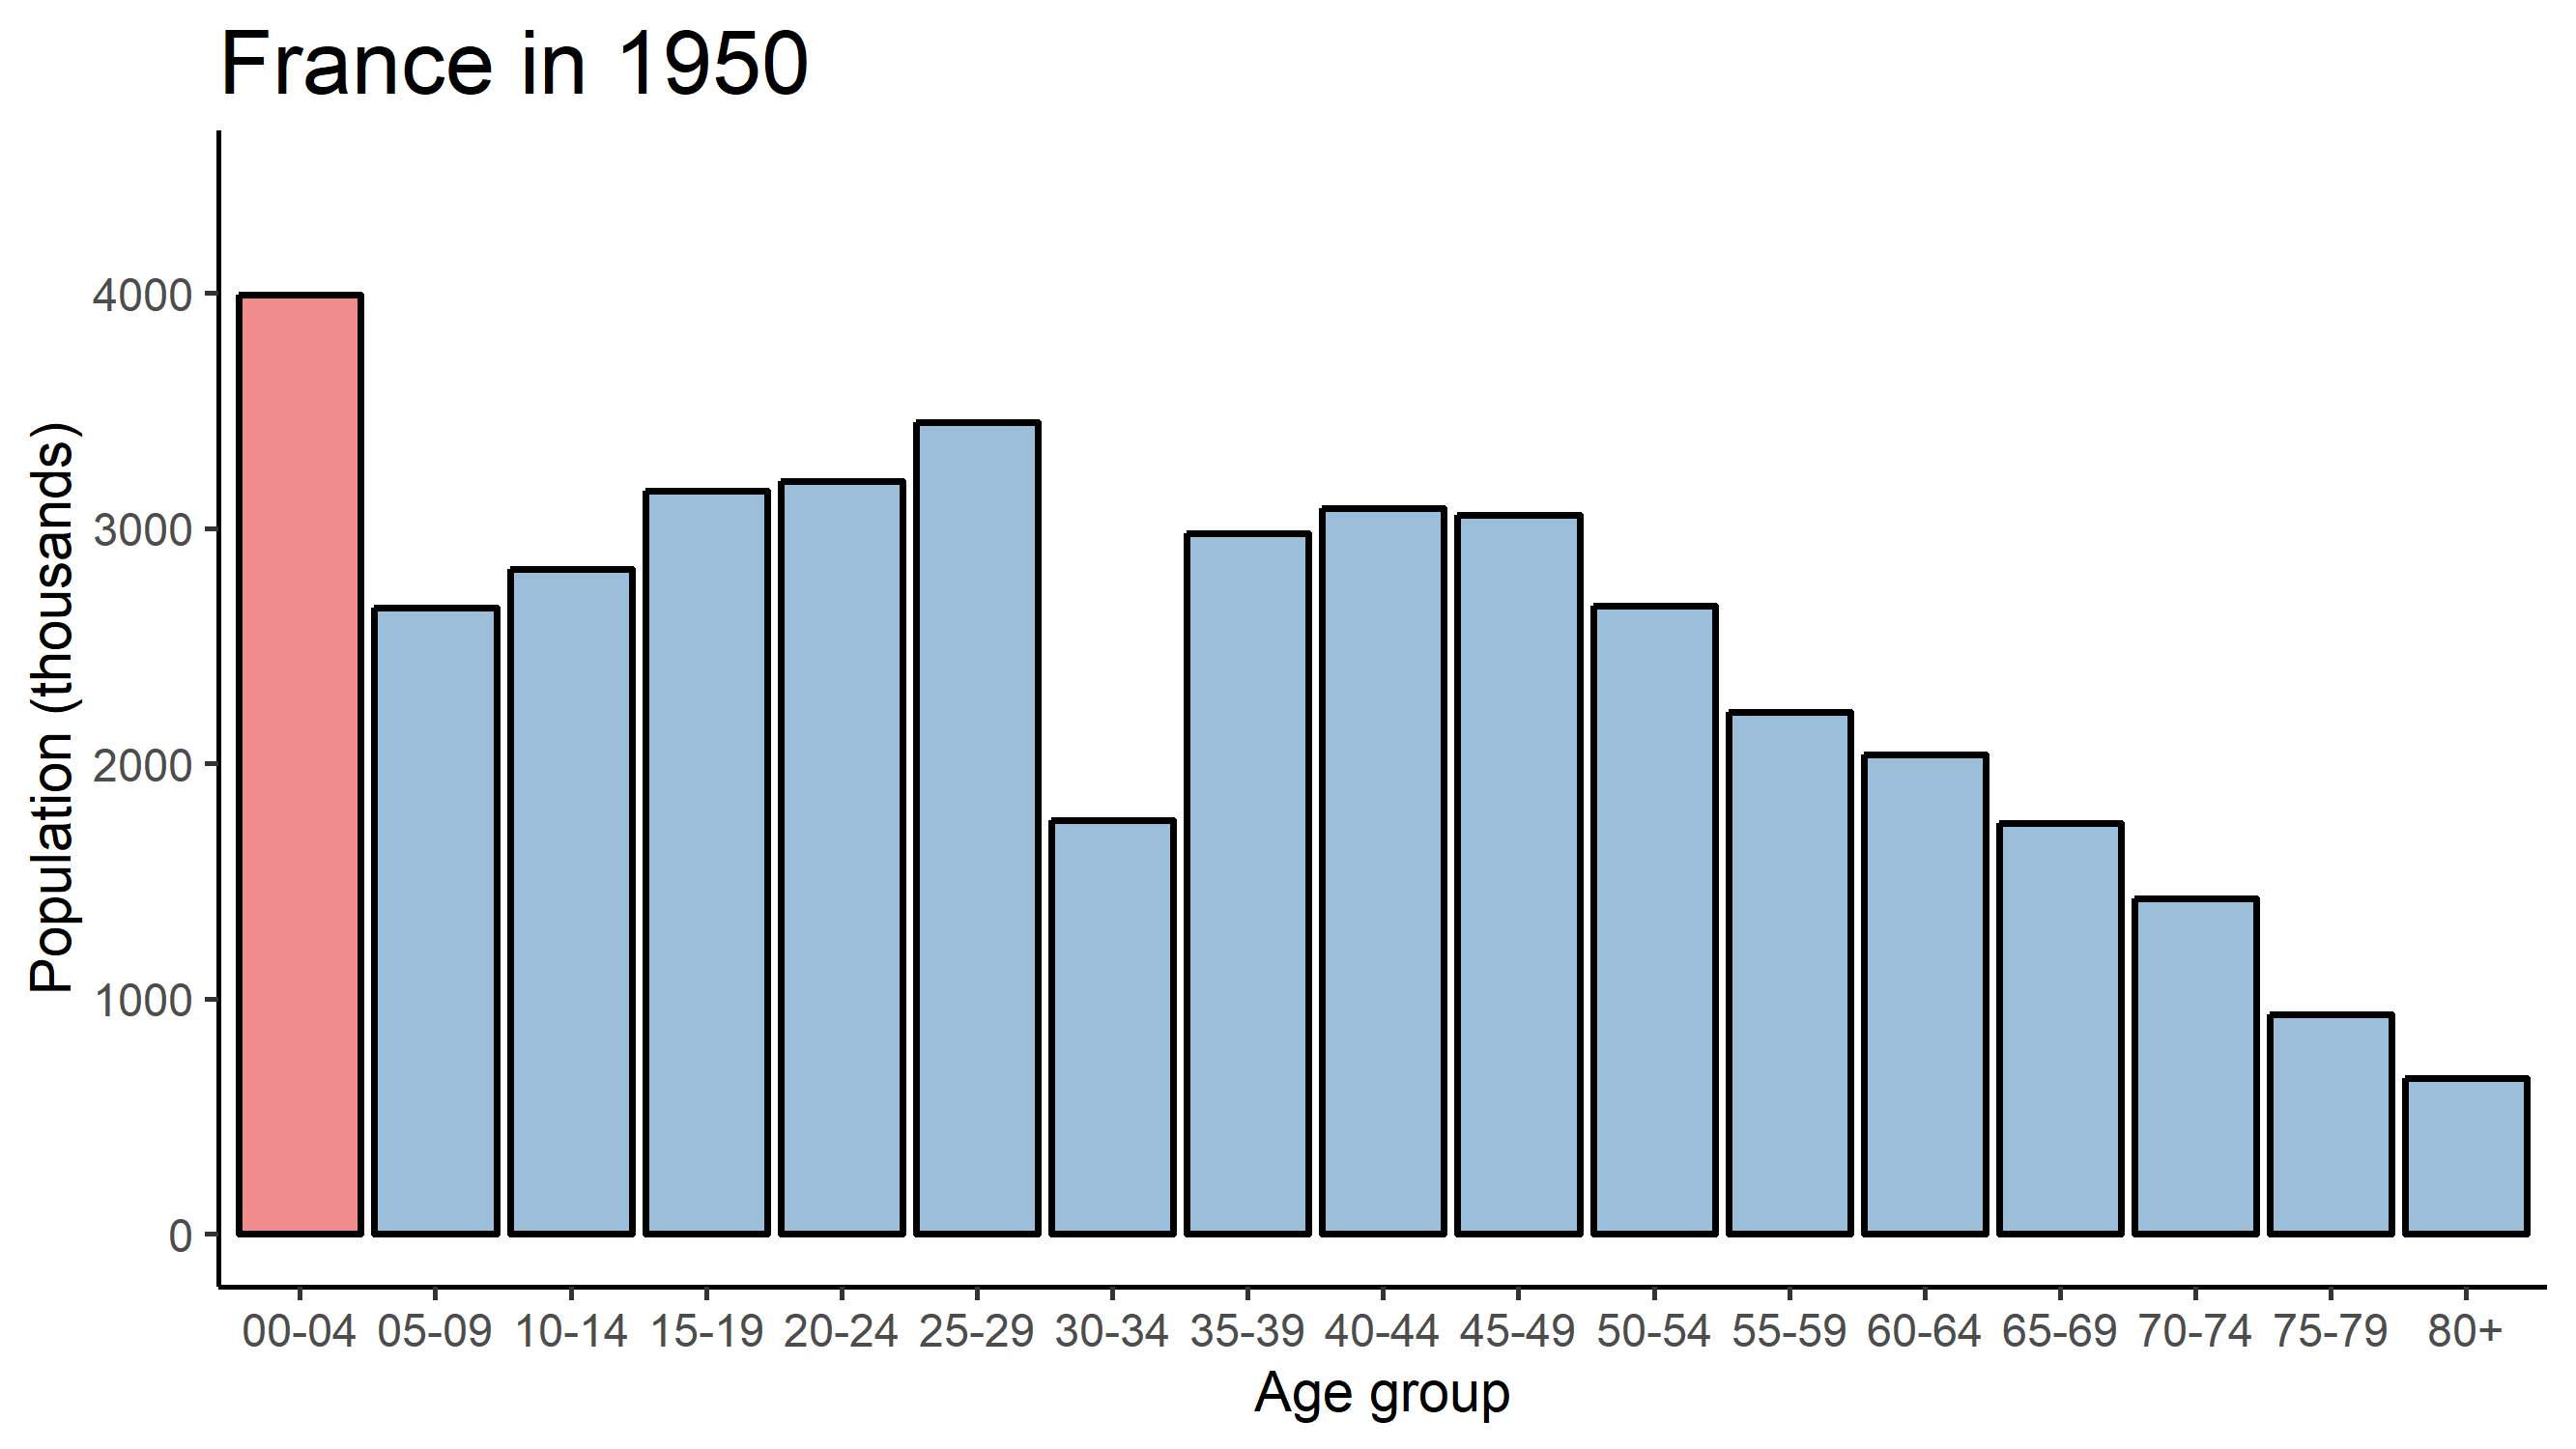 France in 1950
Population (thousands)
4000
3000
2000
1000
0
00-04 05-09 10-14 15-19 20-24 25-29 30-34 35-39 40-44 45-49 50-54 55-59 60-64 65-69 70-74 75-79 80+
Age group